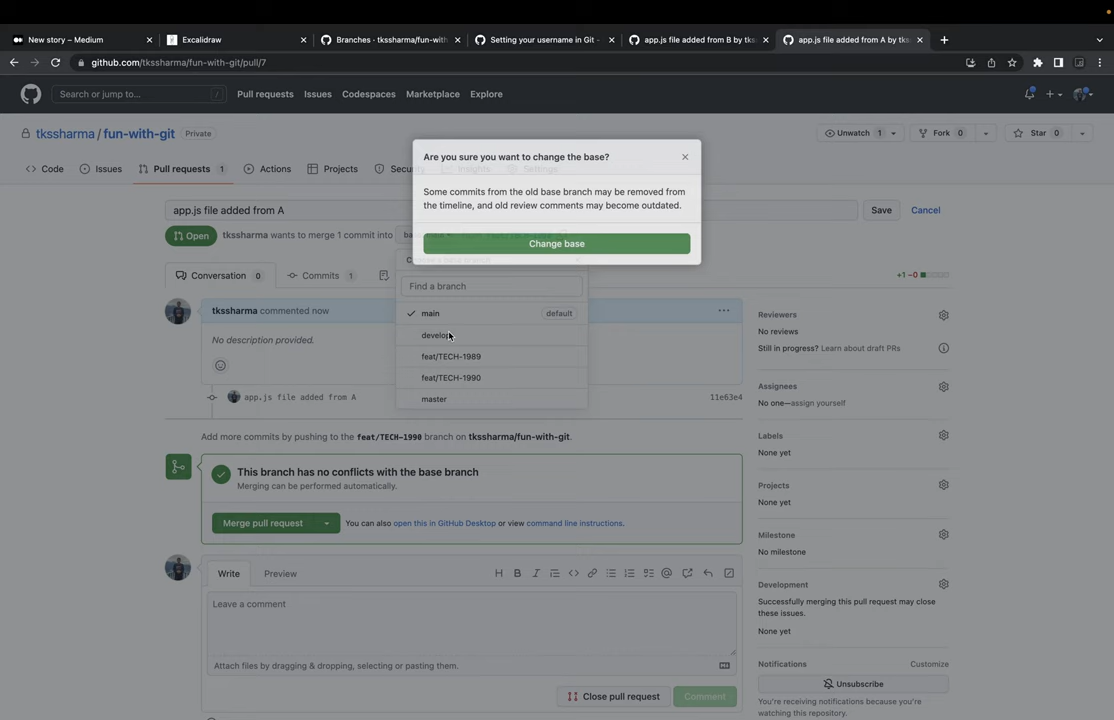 New story – Medium
Excalidraw
Branches · tkssharma/fun-with
Setting your username in Git -
app.js file added from B by tks
app.js file added from A by tks
github.com/tkssharma/fun-with-git/pull/7
Search or jump to... /
Pull requests Issues Codespaces Marketplace Explore
tkssharma / fun-with-git Private
Unwatch 1 Fork 0 Star 0
Are you sure you want to change the base?
Code Issues Pull requests 1 Actions Projects Security Insights Settings
Some commits from the old base branch may be removed from
the timeline, and old review comments may become outdated.
app.js file added from A Save Cancel
Open tkssharma wants to merge 1 commit into
Change base
Conversation 0 Commits 1
+1 −0
Find a branch
main default
develop
feat/TECH-1989
feat/TECH-1990
master
tkssharma commented now
No description provided.
app.js file added from A 11e63e4
Add more commits by pushing to the feat/TECH-1990 branch on tkssharma/fun-with-git.
This branch has no conflicts with the base branch
Merging can be performed automatically.
Merge pull request You can also open this in GitHub Desktop or view command line instructions.
Write Preview
Leave a comment
Attach files by dragging & dropping, selecting or pasting them.
Close pull request Comment
Reviewers
No reviews
Still in progress? Learn about draft PRs
Assignees
No one—assign yourself
Labels
None yet
Projects
None yet
Milestone
No milestone
Development
Successfully merging this pull request may close
these issues.
None yet
Notifications Customize
Unsubscribe
You're receiving notifications because you're
watching this repository.